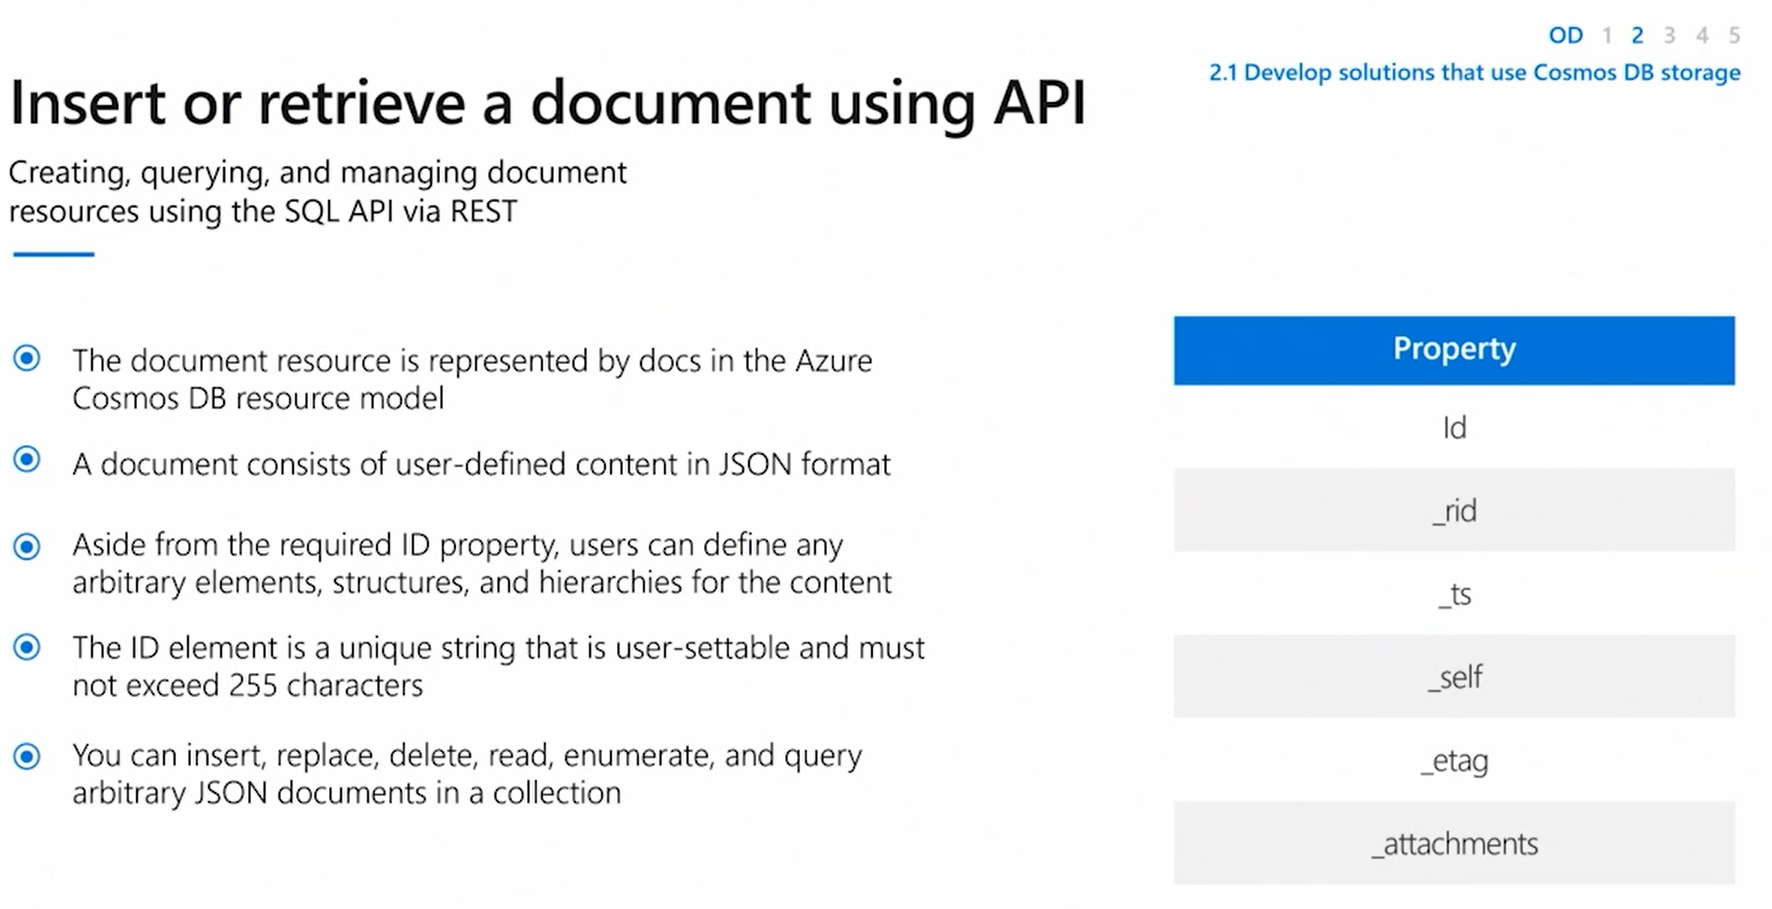 OD 1 2 3 4 5
2.1 Develop solutions that use Cosmos DB storage
Insert or retrieve a document using API
Creating, querying, and managing document
resources using the SQL API via REST
The document resource is represented by docs in the Azure
Cosmos DB resource model
A document consists of user-defined content in JSON format
Aside from the required ID property, users can define any
arbitrary elements, structures, and hierarchies for the content
The ID element is a unique string that is user-settable and must
not exceed 255 characters
You can insert, replace, delete, read, enumerate, and query
arbitrary JSON documents in a collection
Property
Id
_rid
_ts
_self
_etag
_attachments